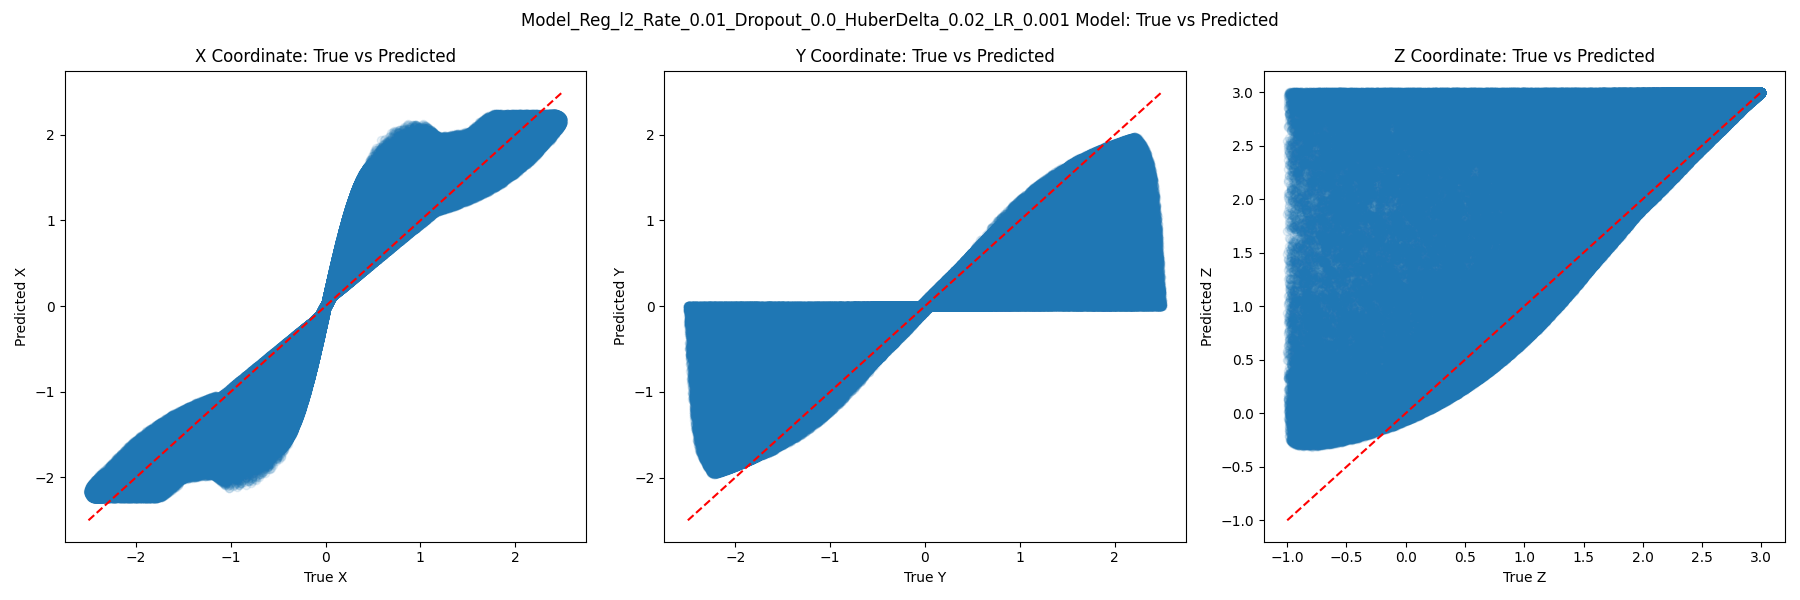 Model_Reg_l2_Rate_0.01_Dropout_0.0_HuberDelta_0.02_LR_0.001 Model: True vs Predicted
X Coordinate: True vs Predicted
2
1
0
−1
−2
Predicted X
−2 −1 0 1 2
True X
Y Coordinate: True vs Predicted
2
1
0
−1
−2
Predicted Y
−2 −1 0 1 2
True Y
Z Coordinate: True vs Predicted
3.0
2.5
2.0
1.5
1.0
0.5
0.0
−0.5
−1.0
Predicted Z
−1.0 −0.5 0.0 0.5 1.0 1.5 2.0 2.5 3.0
True Z